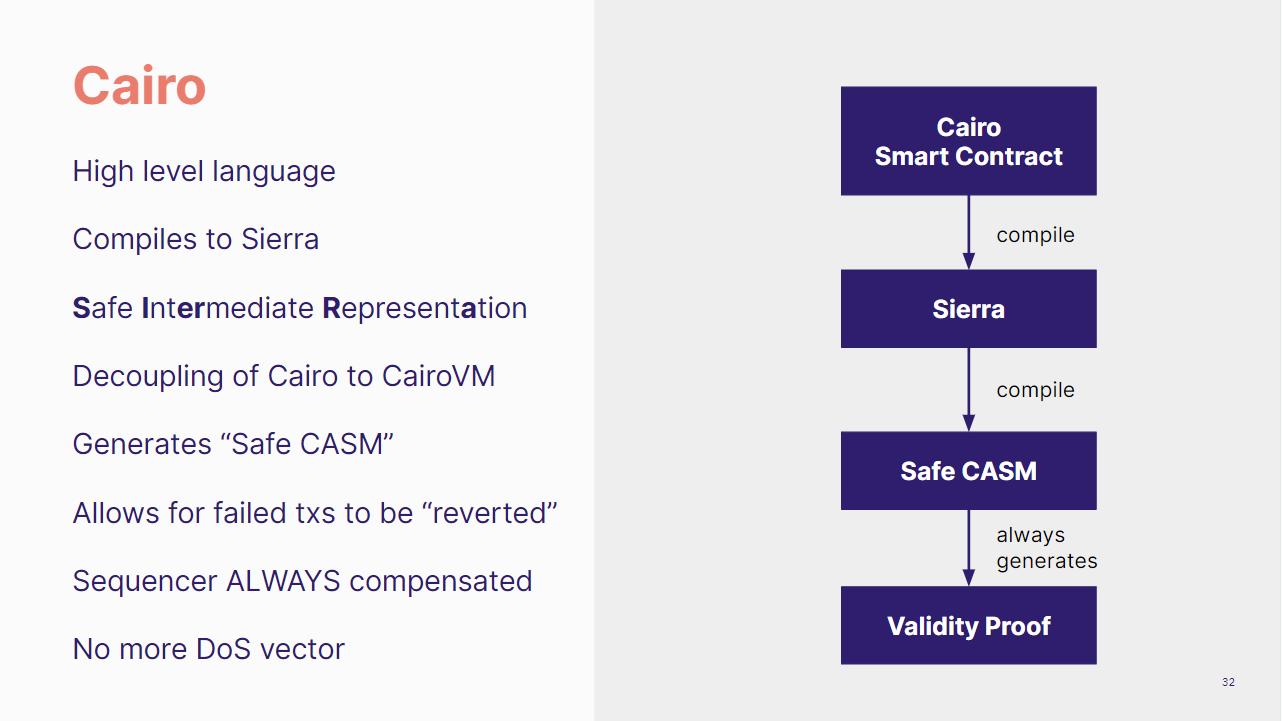 Cairo
High level language
Compiles to Sierra
Safe Intermediate Representation
Decoupling of Cairo to CairoVM
Generates “Safe CASM”
Allows for failed txs to be “reverted”
Sequencer ALWAYS compensated
No more DoS vector
Cairo
Smart Contract
compile
Sierra
compile
Safe CASM
always
generates
Validity Proof
32